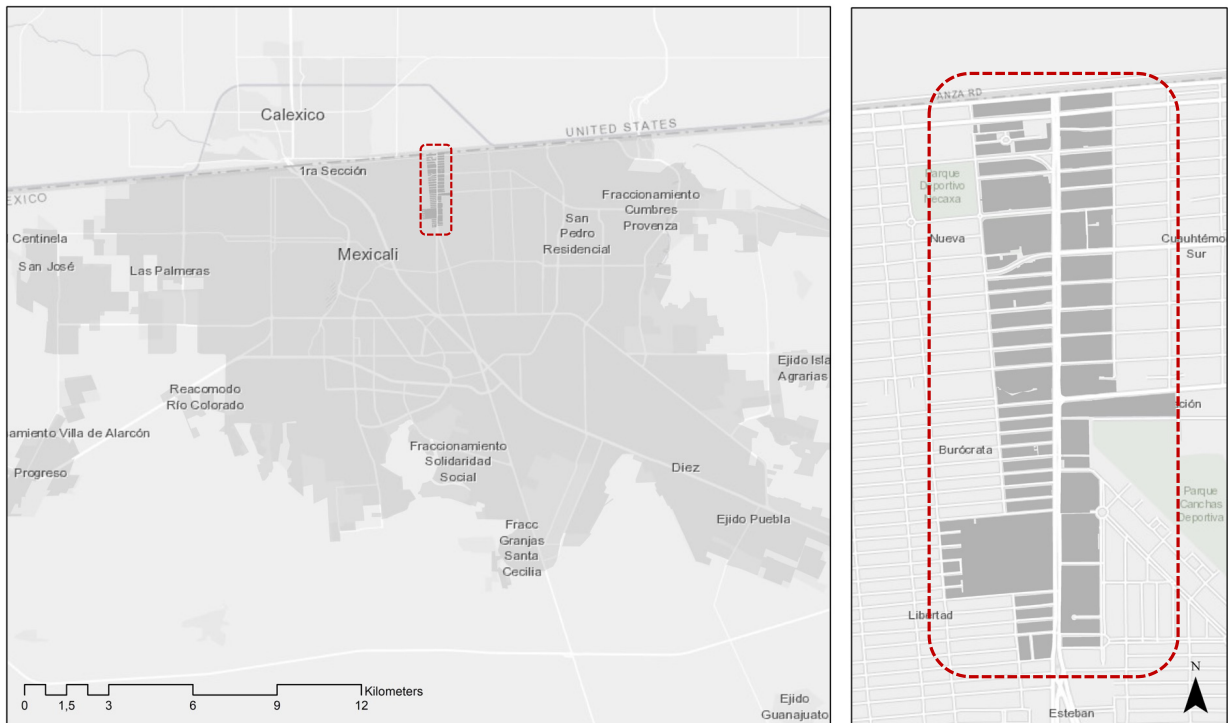 Calexico
UNITED STATES
1ra Sección
EXICO
Fraccionamiento
Cumbres
Provenza
San
Pedro
Residencial
Centinela
San José
Las Palmeras
Mexicali
Ejido Isla
Agrarias
Reacomodo
Río Colorado
samiento Villa de Alarcón
Progreso
Fraccionamiento
Solidaridad
Social
Diez
Ejido Puebla
Fracc
Granjas
Santa
Cecilia
Kilometers
0 1,5 3 6 9 12
Ejido
Guanajuato
ANZA RD
Parque
Deportivo
Necaxa
Nueva
Cuauhtémo
Sur
ción
Burócrata
Parque
Canchas
Deportiva
Libertad
Esteban
N